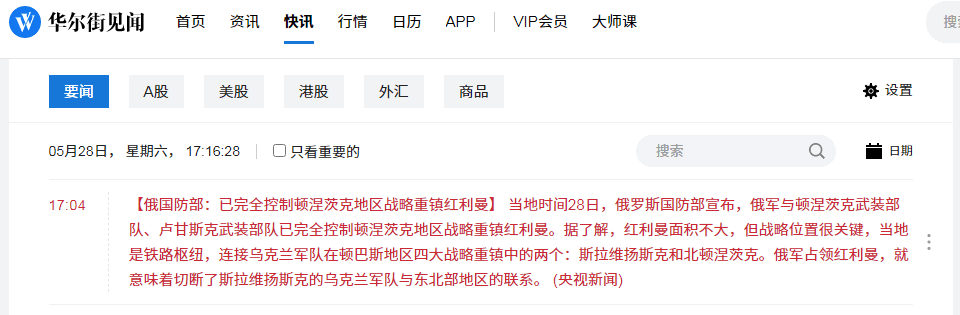 华尔街见闻 首页 资讯 快讯 行情 日历 APP VIP会员 大师课
要闻 A股 美股 港股 外汇 商品 设置
05月28日， 星期六， 17:16:28 只看重要的 搜索 日期
17:04 【俄国防部：已完全控制顿涅茨克地区战略重镇红利曼】 当地时间28日，俄罗斯国防部宣布，俄军与顿涅茨克武装部
队、卢甘斯克武装部队已完全控制顿涅茨克地区战略重镇红利曼。据了解，红利曼面积不大，但战略位置很关键，当地
是铁路枢纽，连接乌克兰军队在顿巴斯地区四大战略重镇中的两个：斯拉维扬斯克和北顿涅茨克。俄军占领红利曼，就
意味着切断了斯拉维扬斯克的乌克兰军队与东北部地区的联系。 (央视新闻)